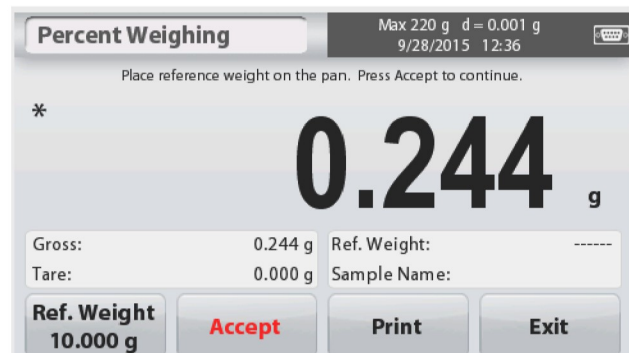 Percent Weighing
Max 220 g d = 0.001 g
9/28/2015 12:36
Place reference weight on the pan. Press Accept to continue.
*
0.244 g
Gross: 0.244 g Ref. Weight: ------
Tare: 0.000 g Sample Name:
Ref. Weight
10.000 g
Accept
Print
Exit